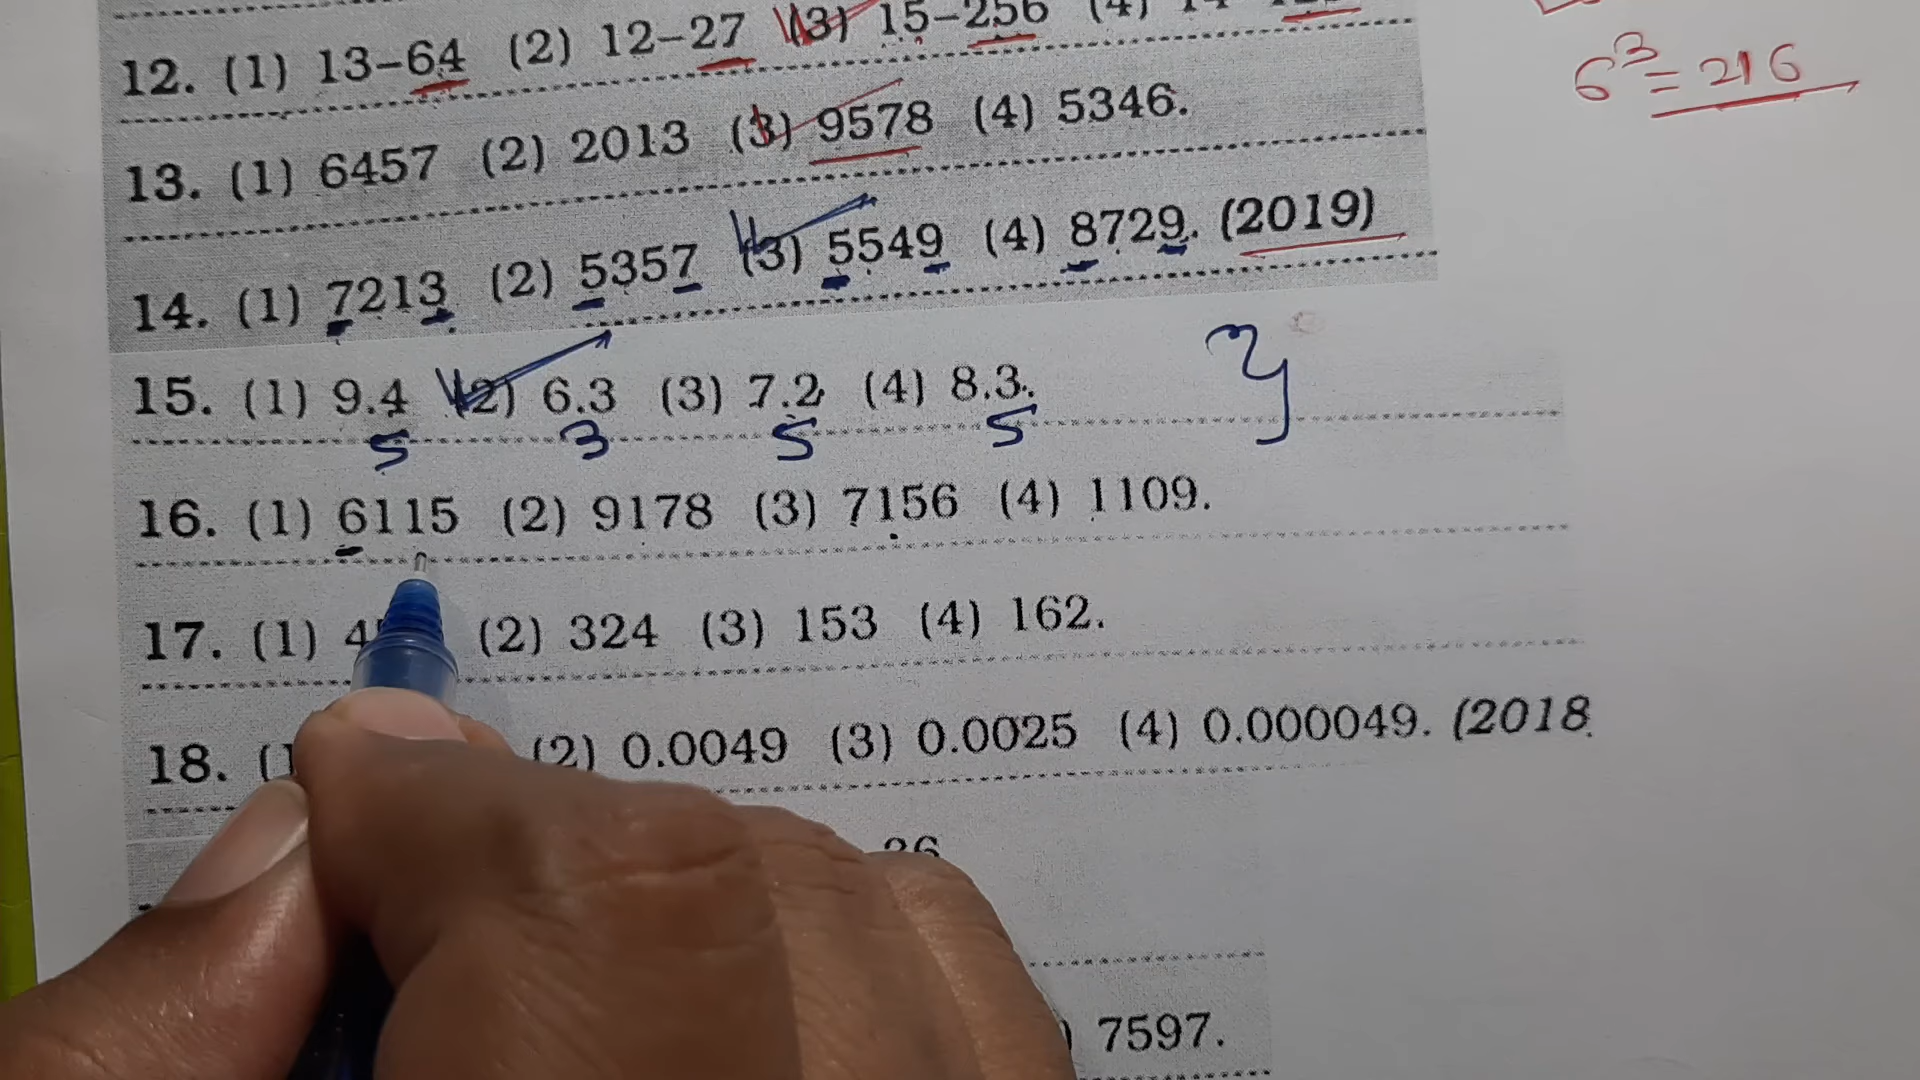 12. (1) 13–64 (2) 12–27 (3) 15–256 (4) 14
6³ = 216
13. (1) 6457 (2) 2013 (3) 9578 (4) 5346.
14. (1) 7213 (2) 5357 (3) 5549 (4) 8729. (2019)
15. (1) 9.4 (2) 6.3 (3) 7.2 (4) 8.3.
5 3 5 5
16. (1) 6115 (2) 9178 (3) 7156 (4) 1109.
17. (1) 4 (2) 324 (3) 153 (4) 162.
18. (1 (2) 0.0049 (3) 0.0025 (4) 0.000049. (2018
26
) 7597.